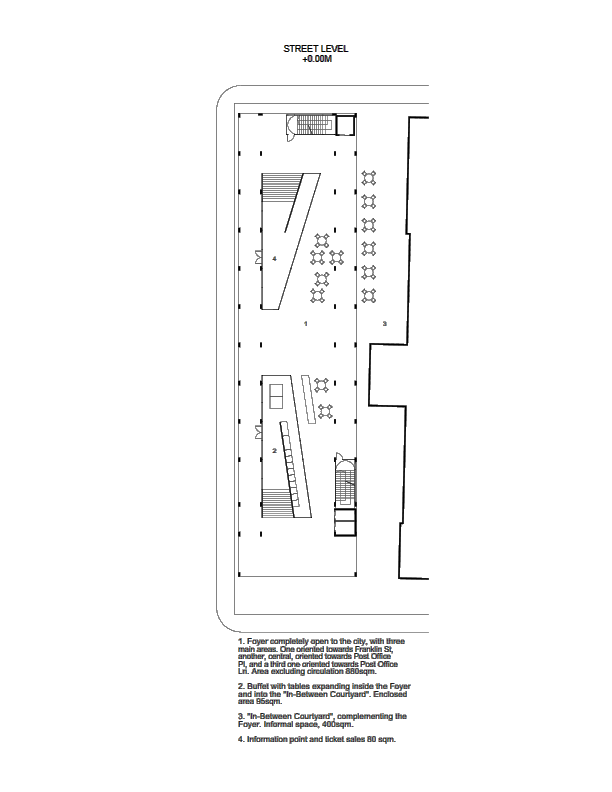 STREET LEVEL
+0.00M
4
1
3
2
1. Foyer completely open to the city, with three
main areas. One oriented towards Franklin St,
another, central, oriented towards Post Office
Pl, and a third one oriented towards Post Office
Ln. Area excluding circulation 880sqm.
2. Buffet with tables expanding inside the Foyer
and into the "In-Between Courtyard". Enclosed
area 95sqm.
3. "In-Between Courtyard", complementing the
Foyer. Informal space, 400sqm.
4. Information point and ticket sales 80 sqm.